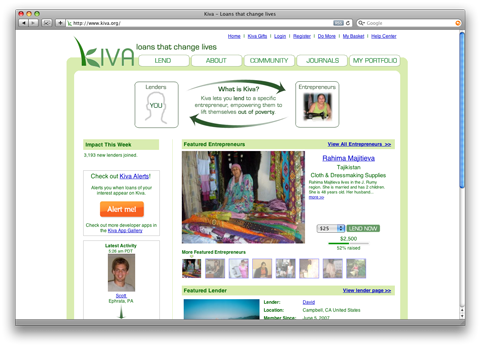 Kiva - Loans that change lives
http://www.kiva.org/
Google
Home | Kiva Gifts | Login | Register | Do More | My Basket | Help Center
KIVA loans that change lives
LEND ABOUT COMMUNITY JOURNALS MY PORTFOLIO
Lenders
YOU
What is Kiva?
Kiva lets you lend to a specific
entrepreneur, empowering them
to lift themselves out of poverty.
Entrepreneurs
Impact This Week
3,193 new lenders joined.
Check out Kiva Alerts!
Alerts you when loans of your
interest appear on Kiva.
Alert me!
Check out more developer apps in
the Kiva App Gallery
Latest Activity
5:26 am PDT
Scott
Ephrata, PA
Featured Entrepreneurs
View All Entrepreneurs >>
Rahima Majitieva
Tajikistan
Cloth & Dressmaking Supplies
Rahima Majitieva lives in the J. Rumy
region. She is married and has 2 children.
She is 48 years old. Her husband...
more >>
$25 LEND NOW
$2,500
52% raised
More Featured Entrepreneurs
Featured Lender
View lender page >>
Lender: David
Location: Campbell, CA United States
Member Since: June 5, 2007